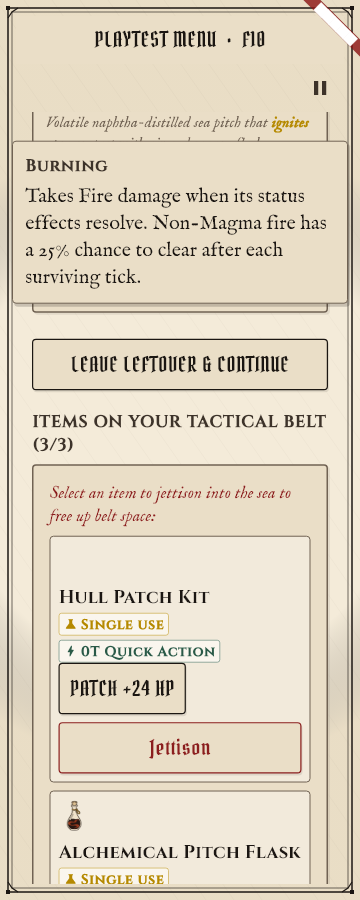 PLAYTEST MENU · F10
Volatile naphtha-distilled sea pitch that ignites
BURNING
Takes Fire damage when its status
effects resolve. Non-Magma fire has
a 25% chance to clear after each
surviving tick.
LEAVE LEFTOVER & CONTINUE
ITEMS ON YOUR TACTICAL BELT
(3/3)
Select an item to jettison into the sea to
free up belt space:
HULL PATCH KIT
SINGLE USE
0T QUICK ACTION
PATCH +24 HP
Jettison
ALCHEMICAL PITCH FLASK
SINGLE USE